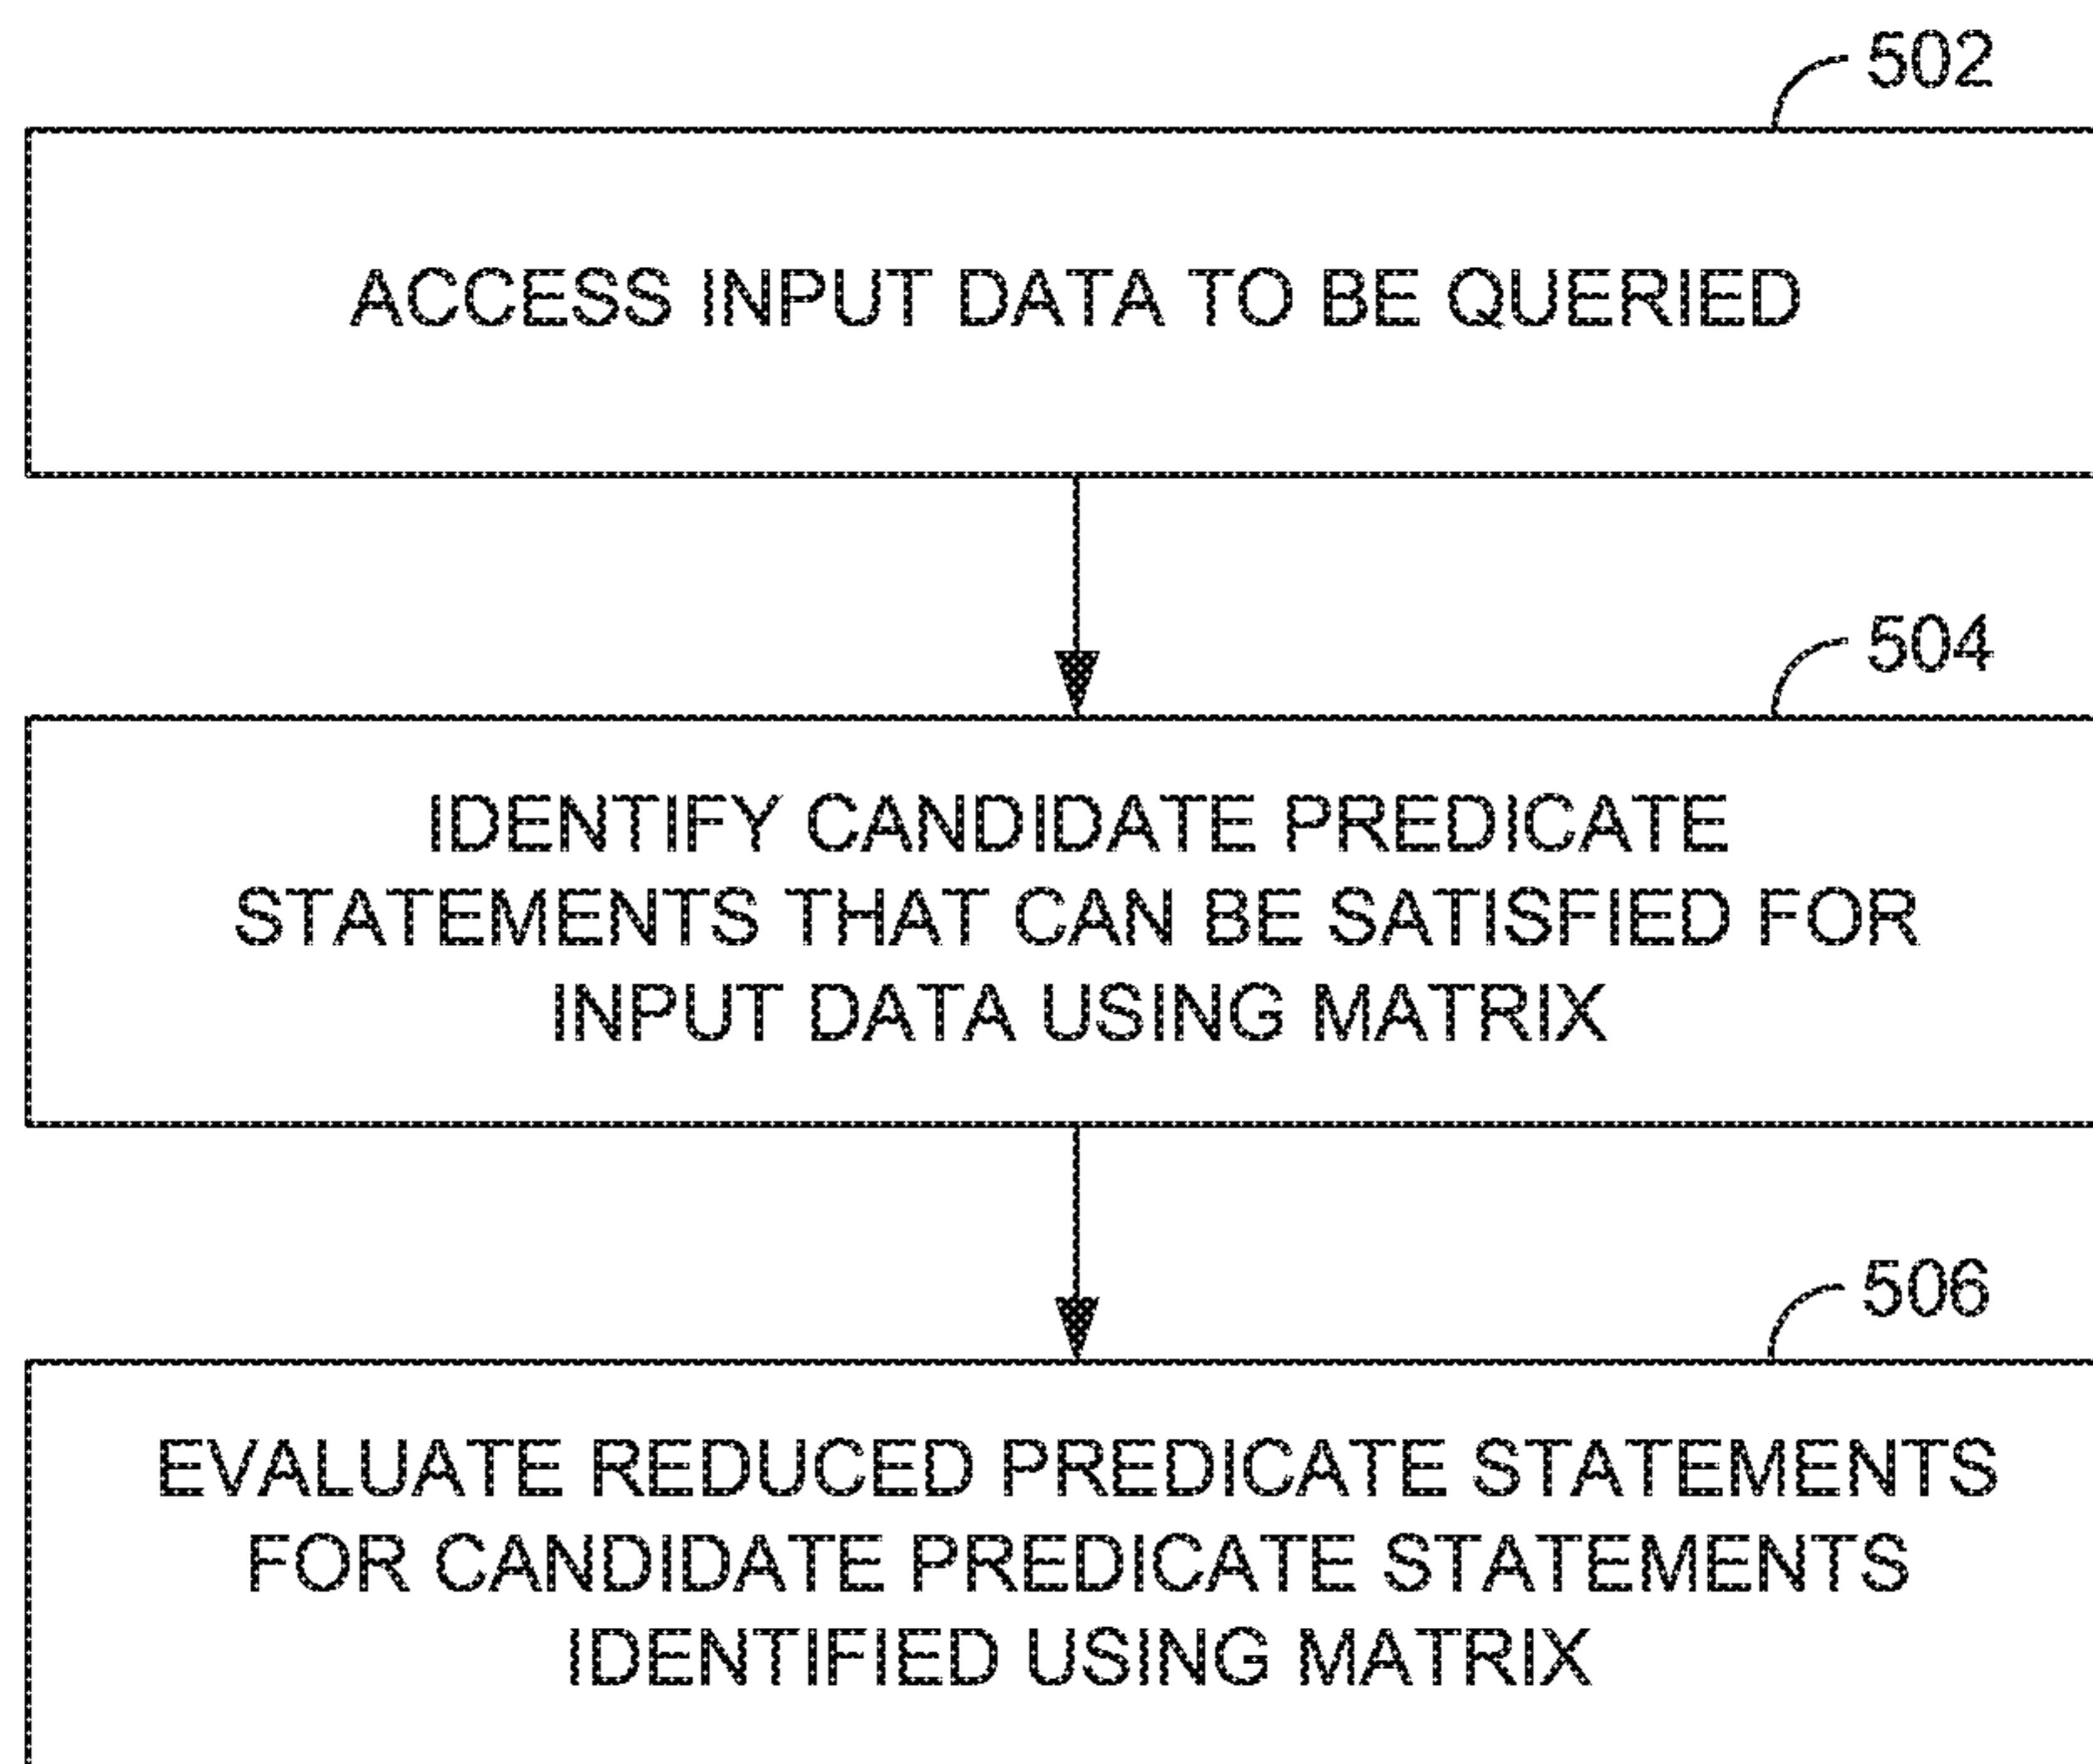 502
ACCESS INPUT DATA TO BE QUERIED
504
IDENTIFY CANDIDATE PREDICATE
STATEMENTS THAT CAN BE SATISFIED FOR
INPUT DATA USING MATRIX
506
EVALUATE REDUCED PREDICATE STATEMENTS
FOR CANDIDATE PREDICATE STATEMENTS
IDENTIFIED USING MATRIX